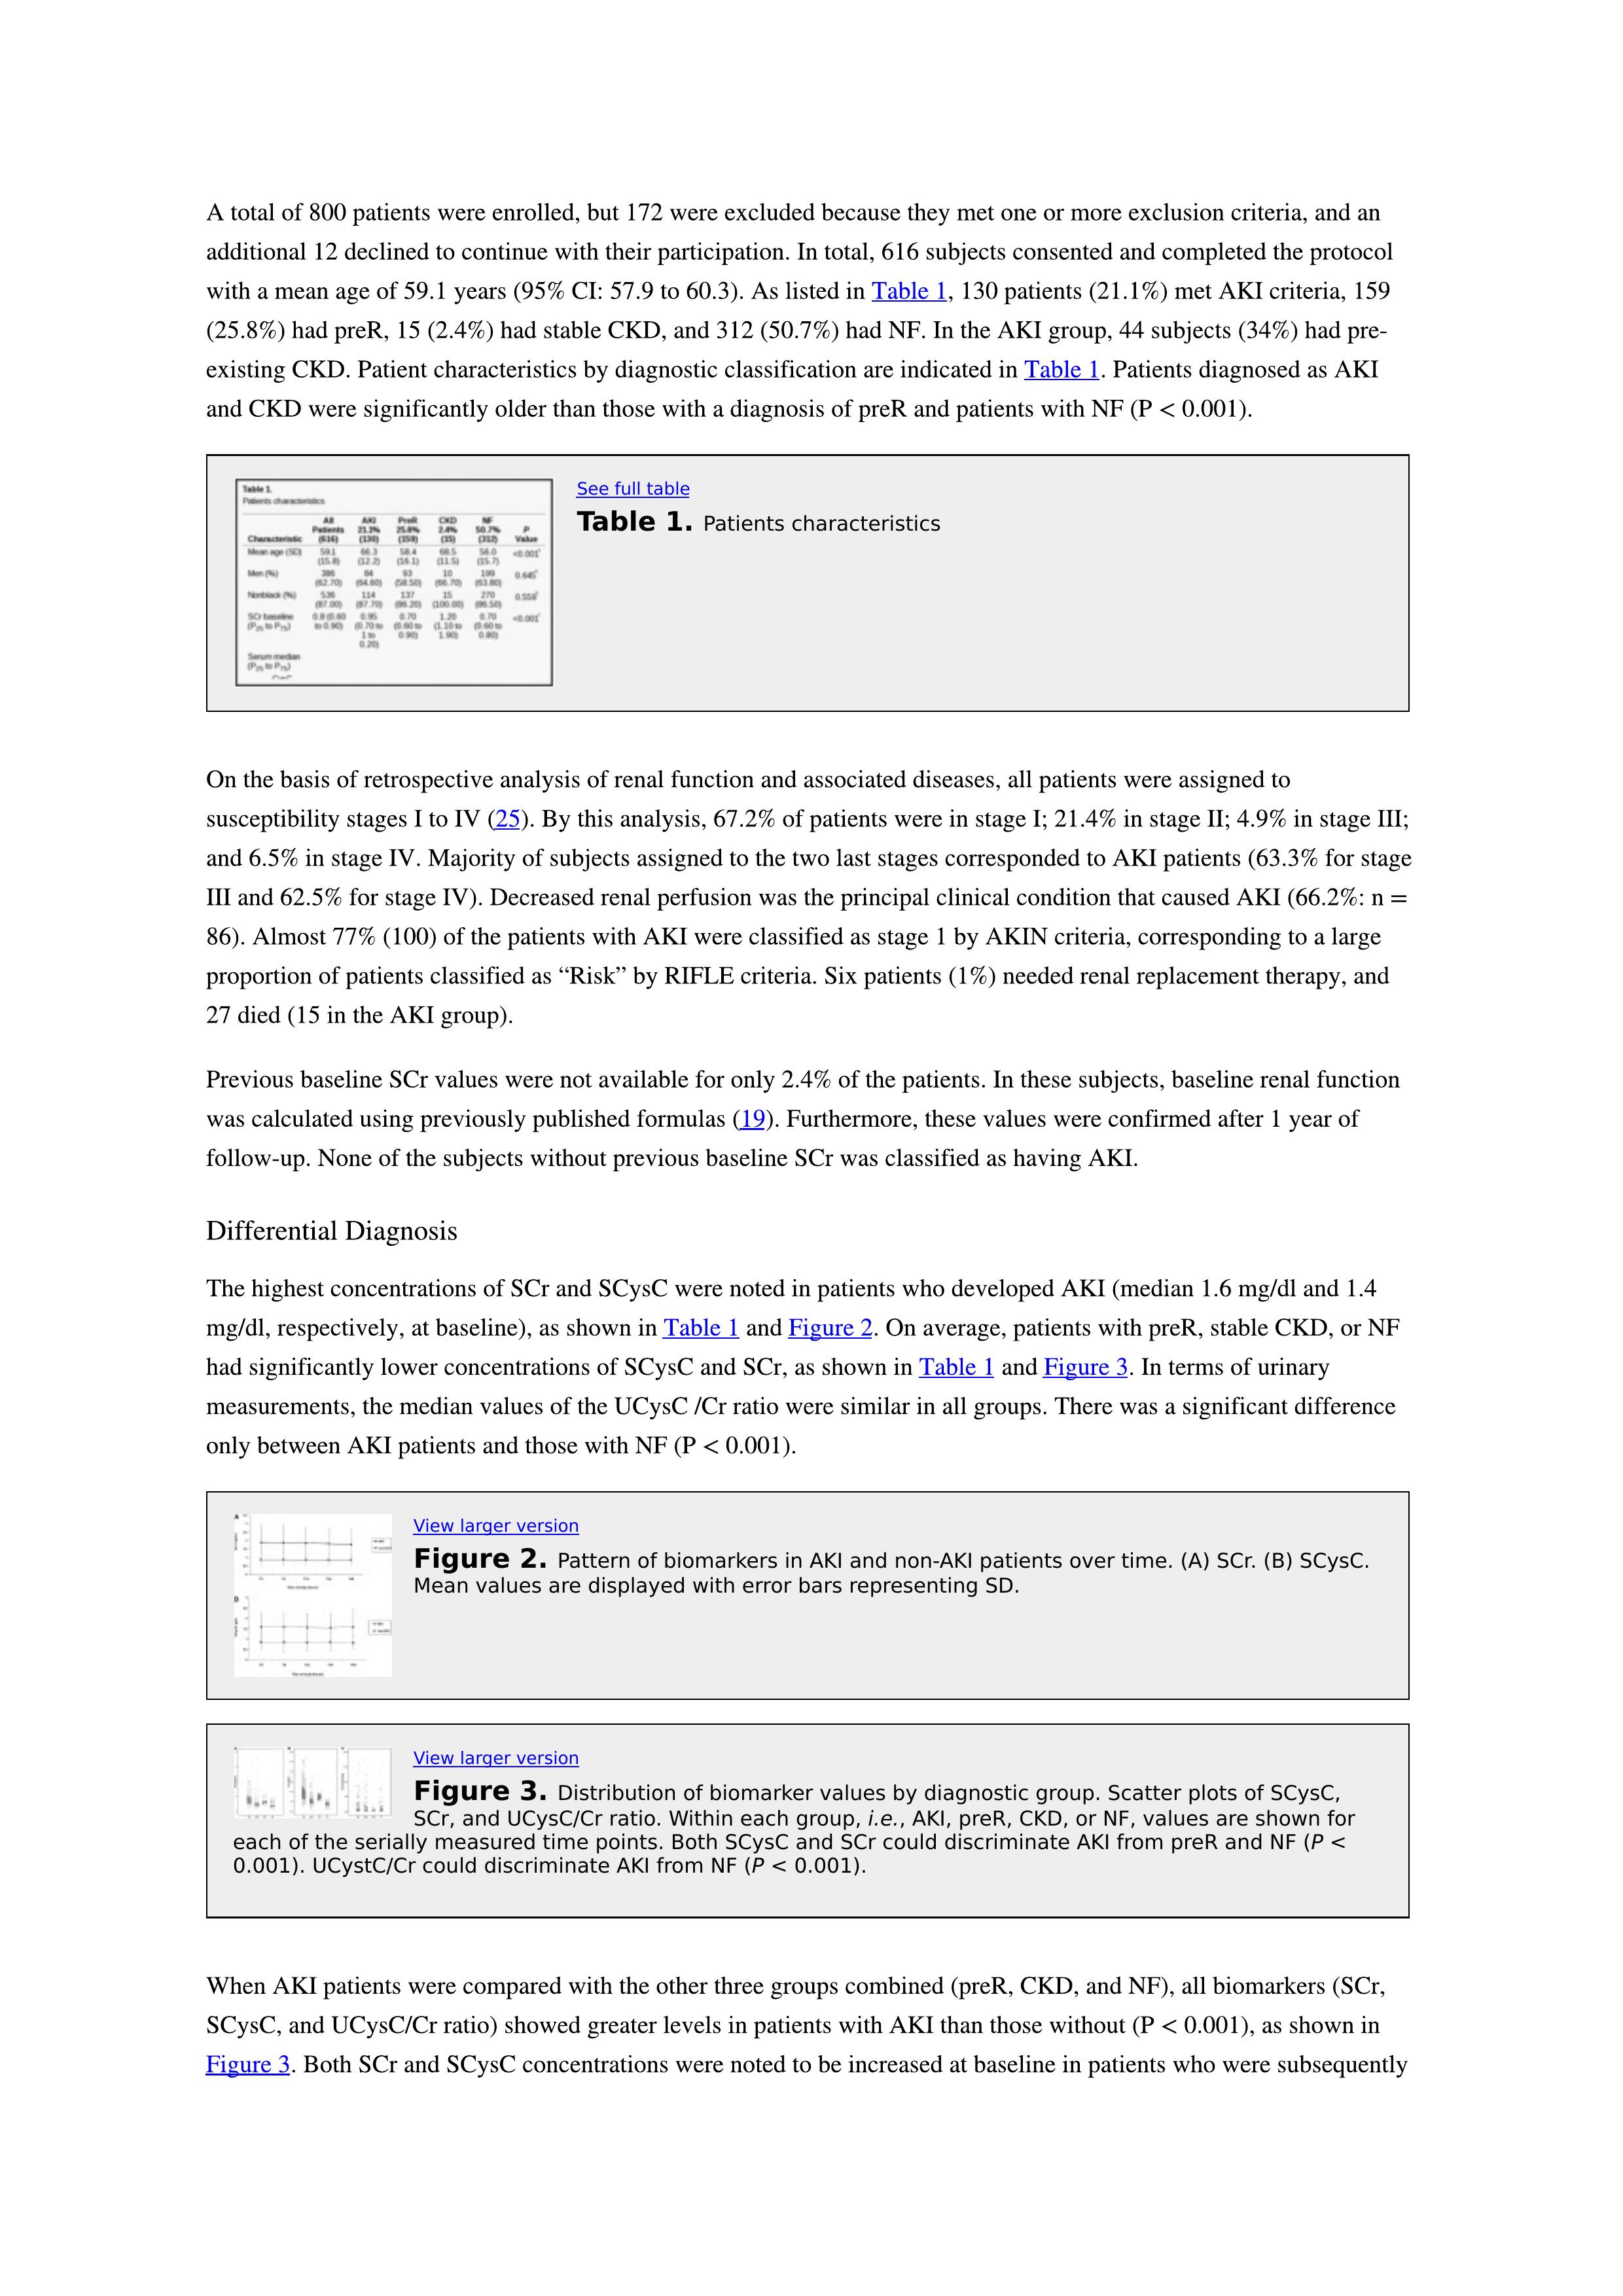 A total of 800 patients were enrolled, but 172 were excluded because they met one or more exclusion criteria, and an
additional 12 declined to continue with their participation. In total, 616 subjects consented and completed the protocol
with a mean age of 59.1 years (95% CI: 57.9 to 60.3). As listed in Table 1, 130 patients (21.1%) met AKI criteria, 159
(25.8%) had preR, 15 (2.4%) had stable CKD, and 312 (50.7%) had NF. In the AKI group, 44 subjects (34%) had pre-
existing CKD. Patient characteristics by diagnostic classification are indicated in Table 1. Patients diagnosed as AKI
and CKD were significantly older than those with a diagnosis of preR and patients with NF (P < 0.001).
Table 1.
Patients characteristics
All AKI PreR CKD NF
Patients 21.1% 25.8% 2.4% 50.7% P
Characteristic (616) (130) (159) (15) (312) Value
Mean age (SD) 59.1 66.3 58.4 68.5 56.0 <0.001
(15.8) (12.2) (16.1) (11.5) (15.7)
Men (%) 386 84 93 10 199 0.645
(62.70) (64.60) (58.50) (66.70) (63.80)
Nonblack (%) 536 114 137 15 270 0.559
(87.00) (87.70) (86.20) (100.00) (86.50)
SCr baseline 0.8 (0.60 0.95 0.70 1.20 0.70 <0.001
(P25 to P75) to 0.90) (0.70 to (0.60 to (1.10 to (0.60 to
1 to 0.90) 1.90) 0.80)
0.20)
Serum median
(P25 to P75)
See full table
Table 1. Patients characteristics
On the basis of retrospective analysis of renal function and associated diseases, all patients were assigned to
susceptibility stages I to IV (25). By this analysis, 67.2% of patients were in stage I; 21.4% in stage II; 4.9% in stage III;
and 6.5% in stage IV. Majority of subjects assigned to the two last stages corresponded to AKI patients (63.3% for stage
III and 62.5% for stage IV). Decreased renal perfusion was the principal clinical condition that caused AKI (66.2%: n =
86). Almost 77% (100) of the patients with AKI were classified as stage 1 by AKIN criteria, corresponding to a large
proportion of patients classified as “Risk” by RIFLE criteria. Six patients (1%) needed renal replacement therapy, and
27 died (15 in the AKI group).
Previous baseline SCr values were not available for only 2.4% of the patients. In these subjects, baseline renal function
was calculated using previously published formulas (19). Furthermore, these values were confirmed after 1 year of
follow-up. None of the subjects without previous baseline SCr was classified as having AKI.
Differential Diagnosis
The highest concentrations of SCr and SCysC were noted in patients who developed AKI (median 1.6 mg/dl and 1.4
mg/dl, respectively, at baseline), as shown in Table 1 and Figure 2. On average, patients with preR, stable CKD, or NF
had significantly lower concentrations of SCysC and SCr, as shown in Table 1 and Figure 3. In terms of urinary
measurements, the median values of the UCysC /Cr ratio were similar in all groups. There was a significant difference
only between AKI patients and those with NF (P < 0.001).
View larger version
Figure 2. Pattern of biomarkers in AKI and non-AKI patients over time. (A) SCr. (B) SCysC.
Mean values are displayed with error bars representing SD.
View larger version
Figure 3. Distribution of biomarker values by diagnostic group. Scatter plots of SCysC,
SCr, and UCysC/Cr ratio. Within each group, i.e., AKI, preR, CKD, or NF, values are shown for
each of the serially measured time points. Both SCysC and SCr could discriminate AKI from preR and NF (P <
0.001). UCystC/Cr could discriminate AKI from NF (P < 0.001).
When AKI patients were compared with the other three groups combined (preR, CKD, and NF), all biomarkers (SCr,
SCysC, and UCysC/Cr ratio) showed greater levels in patients with AKI than those without (P < 0.001), as shown in
Figure 3. Both SCr and SCysC concentrations were noted to be increased at baseline in patients who were subsequently